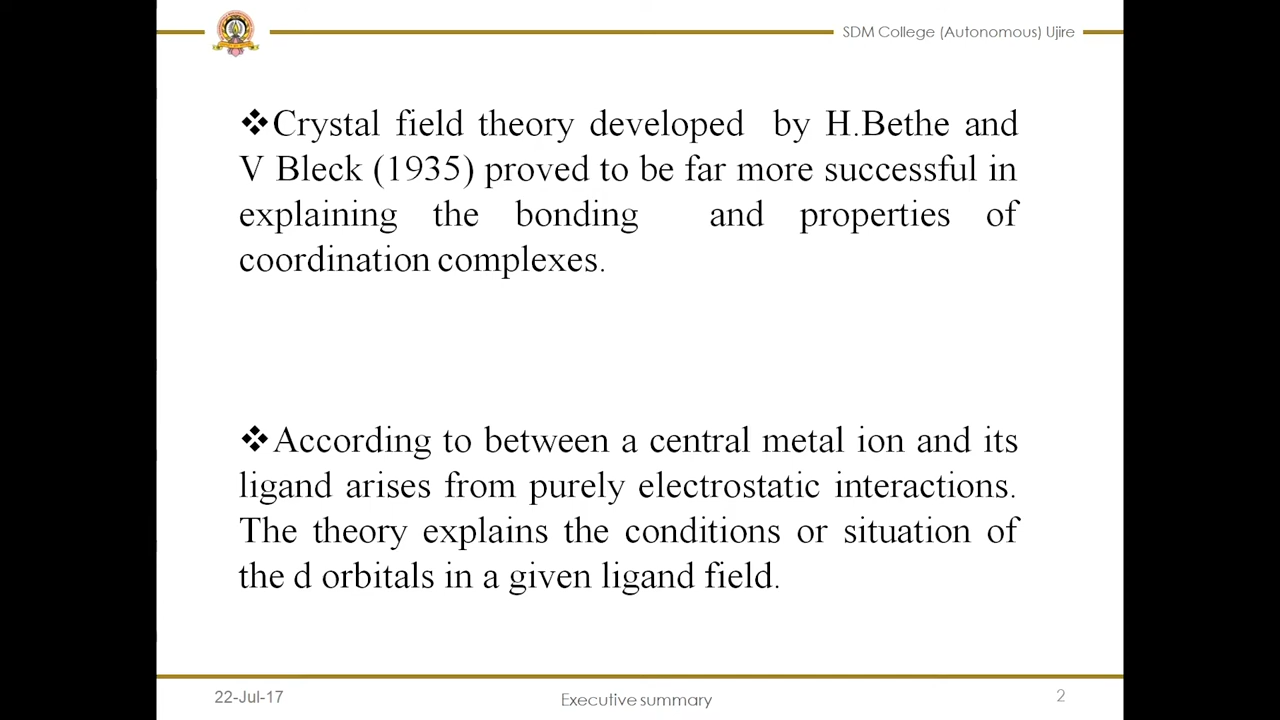 SDM College (Autonomous) Ujire
❖Crystal field theory developed by H.Bethe and
V Bleck (1935) proved to be far more successful in
explaining the bonding and properties of
coordination complexes.
❖According to between a central metal ion and its
ligand arises from purely electrostatic interactions.
The theory explains the conditions or situation of
the d orbitals in a given ligand field.
22-Jul-17
Executive summary
2